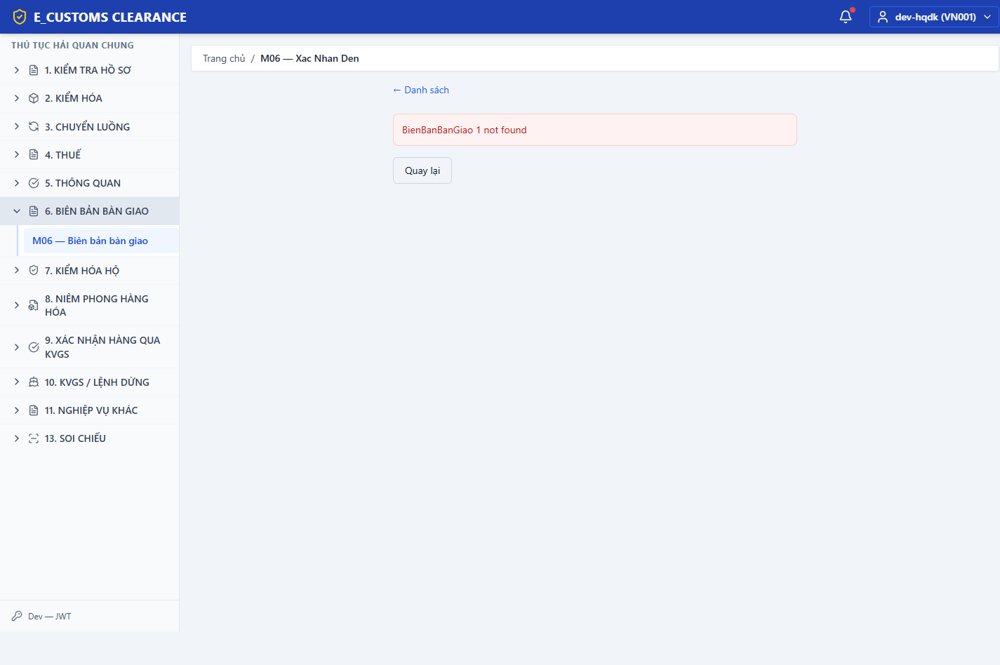 E_CUSTOMS CLEARANCE
dev-hqdk (VN001)
THỦ TỤC HẢI QUAN CHUNG
1. KIỂM TRA HỒ SƠ
2. KIỂM HÓA
3. CHUYỂN LUỒNG
4. THUẾ
5. THÔNG QUAN
6. BIÊN BẢN BÀN GIAO
M06 — Biên bản bàn giao
7. KIỂM HÓA HỘ
8. NIÊM PHONG HÀNG
HÓA
9. XÁC NHẬN HÀNG QUA
KVGS
10. KVGS / LỆNH DỪNG
11. NGHIỆP VỤ KHÁC
13. SOI CHIẾU
Dev — JWT
Trang chủ / M06 — Xac Nhan Den
← Danh sách
BienBanBanGiao 1 not found
Quay lại